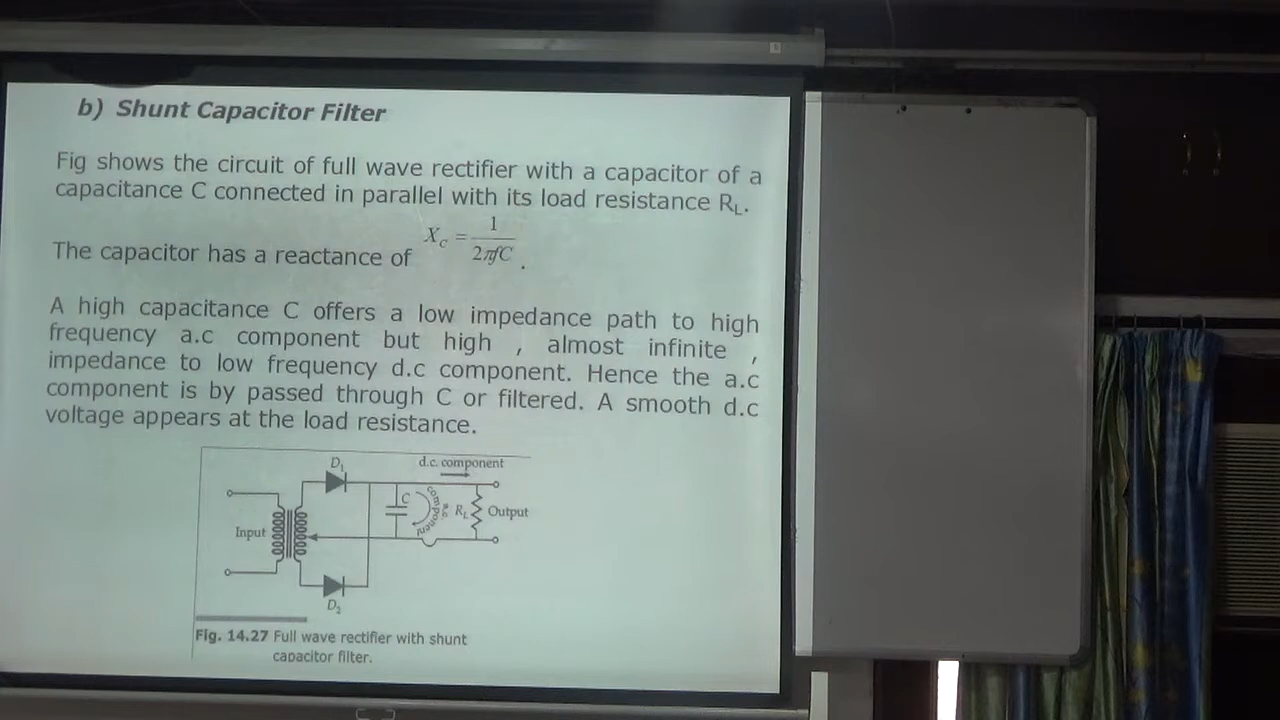 b) Shunt Capacitor Filter
Fig shows the circuit of full wave rectifier with a capacitor of a
capacitance C connected in parallel with its load resistance R_L.
The capacitor has a reactance of X_C = 1/2πfC .
A high capacitance C offers a low impedance path to high
frequency a.c component but high , almost infinite ,
impedance to low frequency d.c component. Hence the a.c
component is by passed through C or filtered. A smooth d.c
voltage appears at the load resistance.
D₁
d.c. component
C
a.c.
component
R_L
Output
Input
D₂
Fig. 14.27 Full wave rectifier with shunt
capacitor filter.